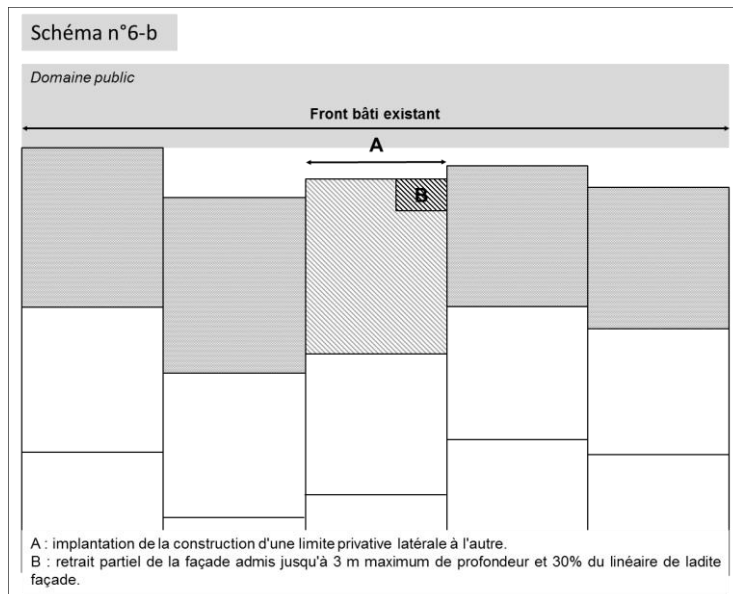 Schéma n°6-b
Domaine public
Front bâti existant
A
B
A : implantation de la construction d'une limite privative latérale à l'autre.
B : retrait partiel de la façade admis jusqu'à 3 m maximum de profondeur et 30% du linéaire de ladite
façade.